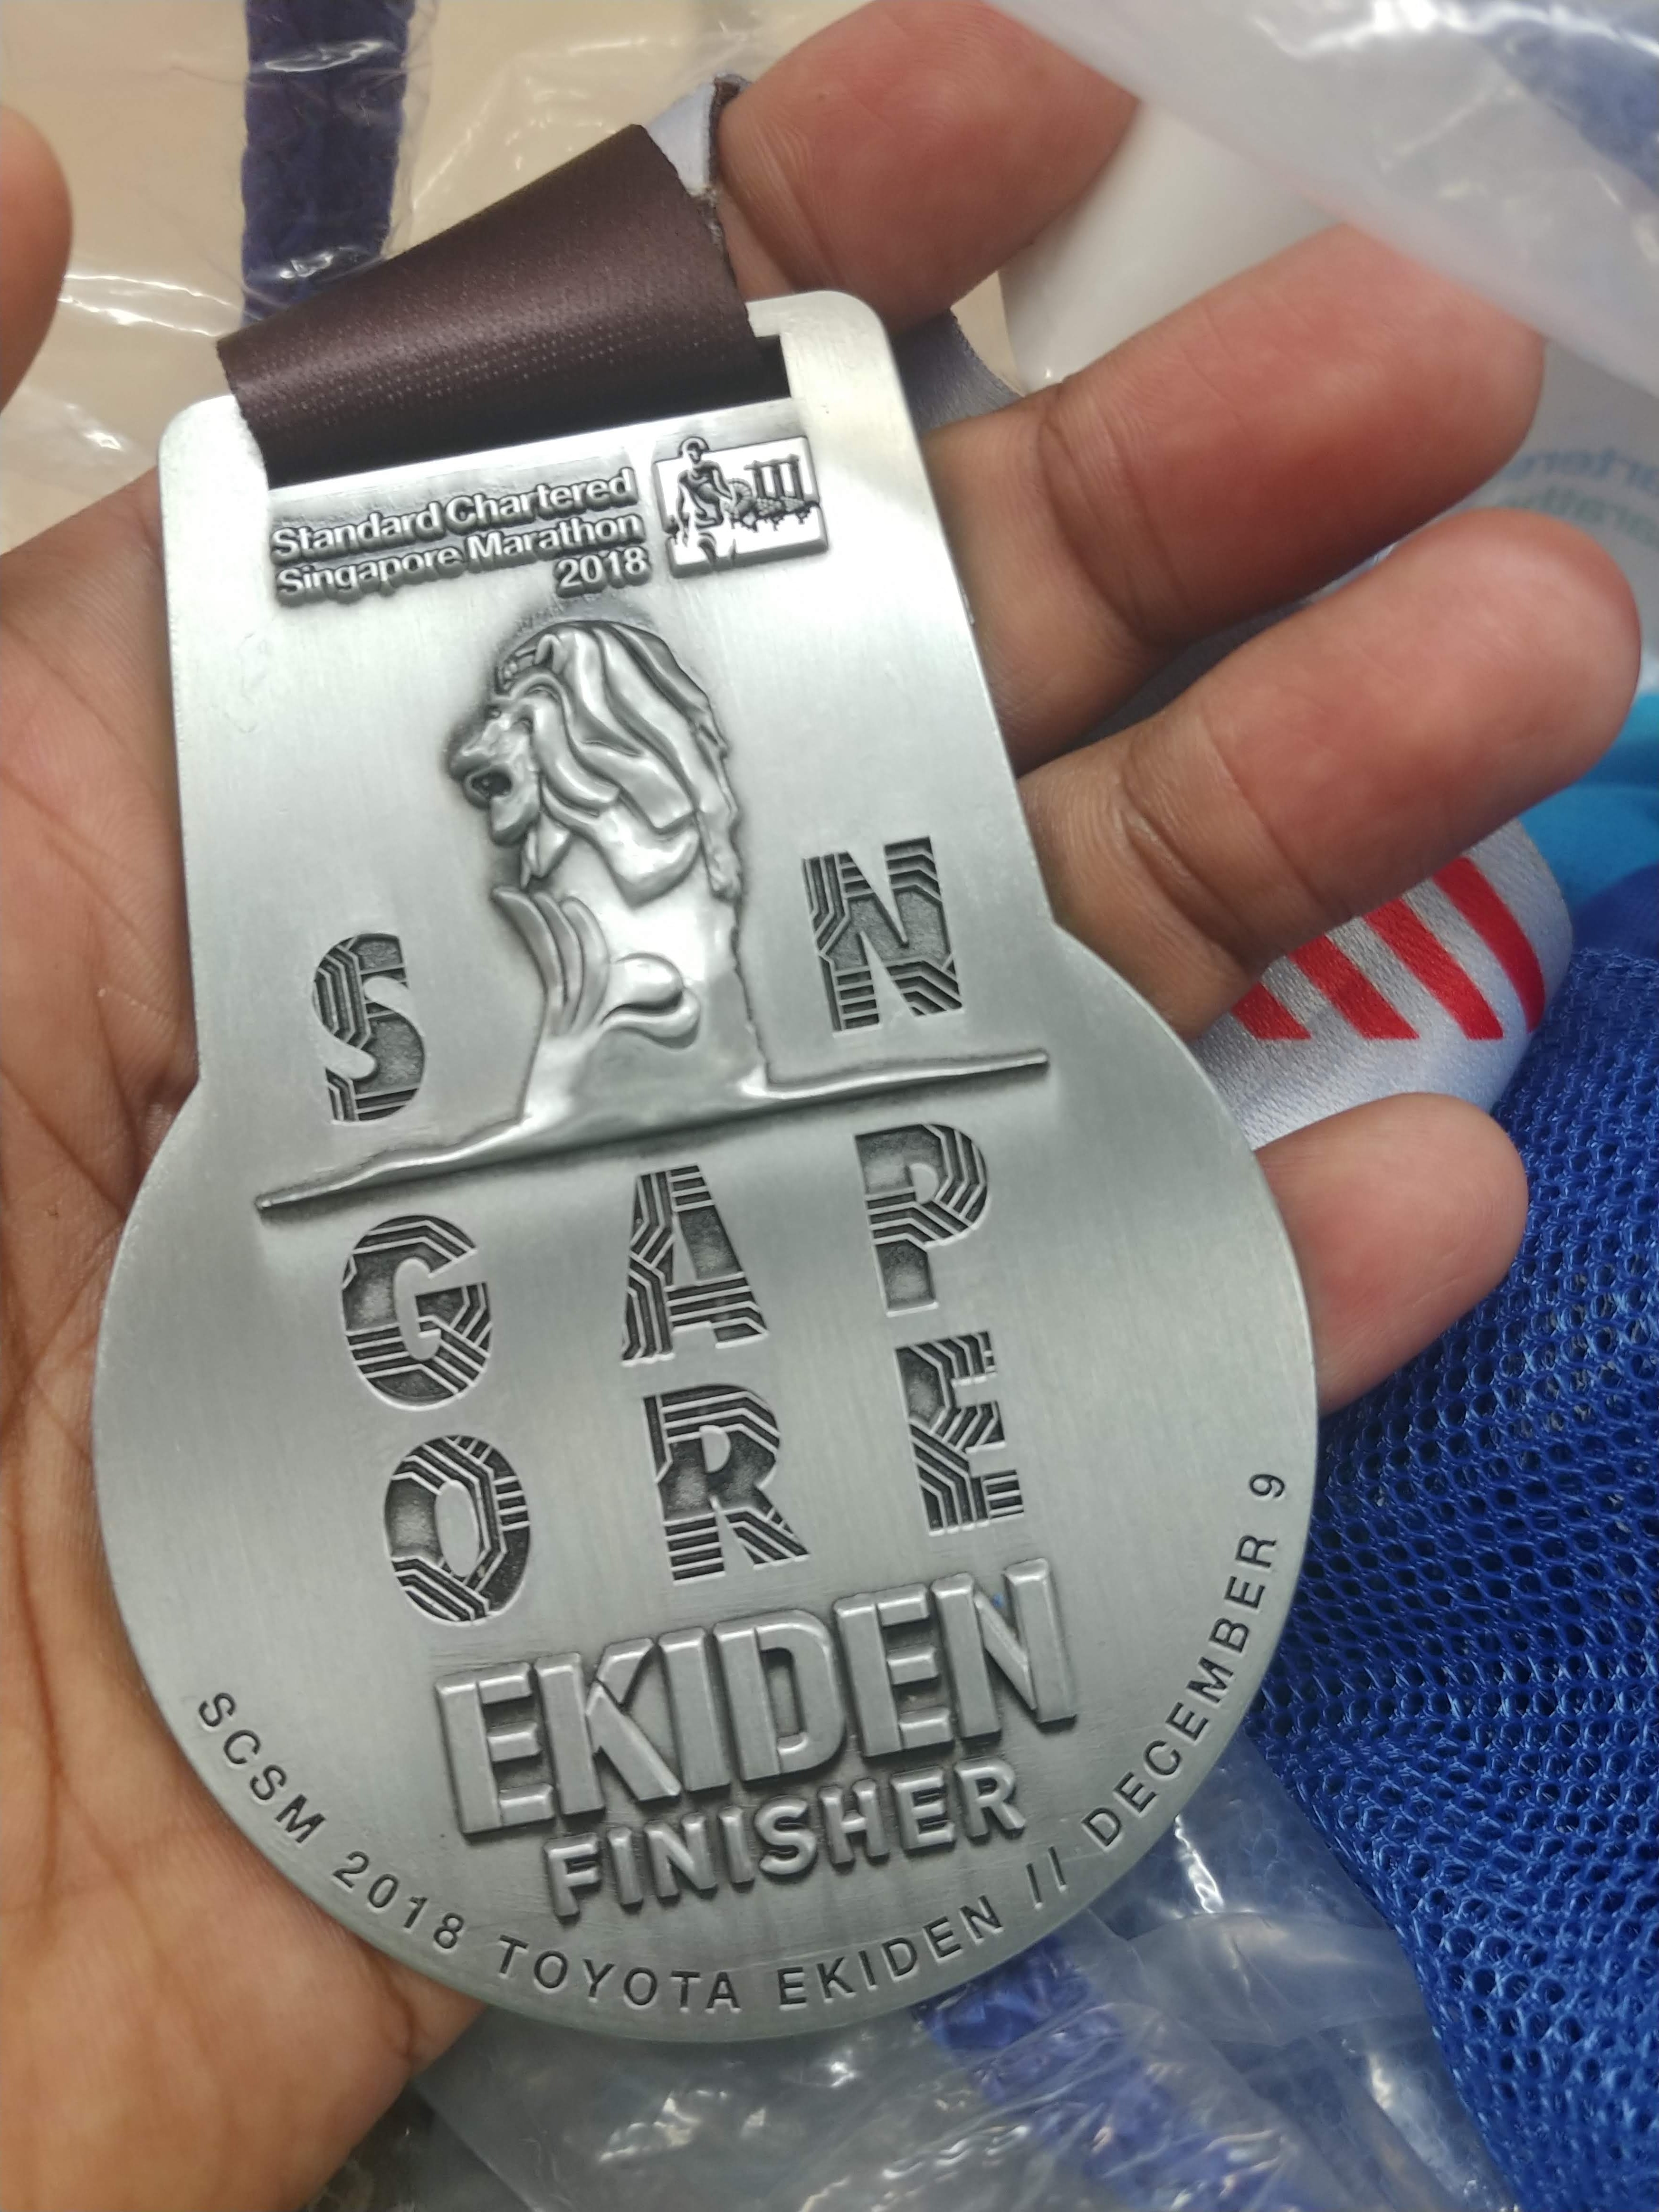 Standard Chartered
Singapore Marathon
2018
S N
G A P
O R E
EKIDEN
FINISHER
SCSM 2018 TOYOTA EKIDEN // DECEMBER 9